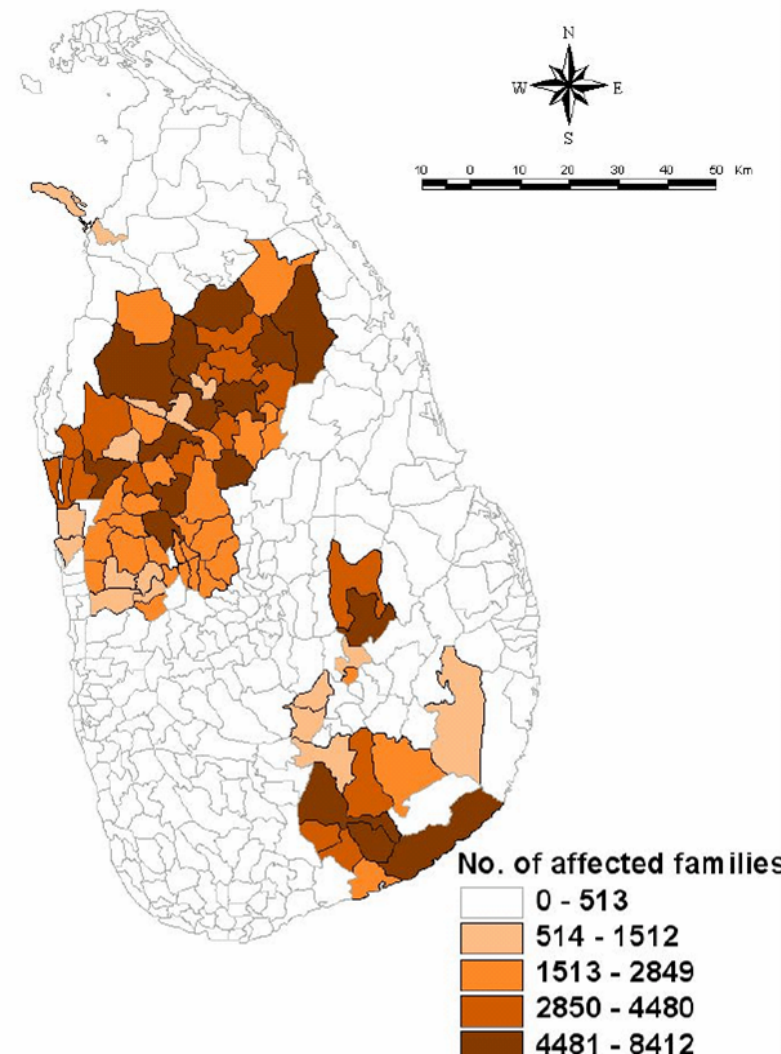 N
W E
S
10 0 10 20 30 40 50 Km
No. of affected families
0 - 513
514 - 1512
1513 - 2849
2850 - 4480
4481 - 8412